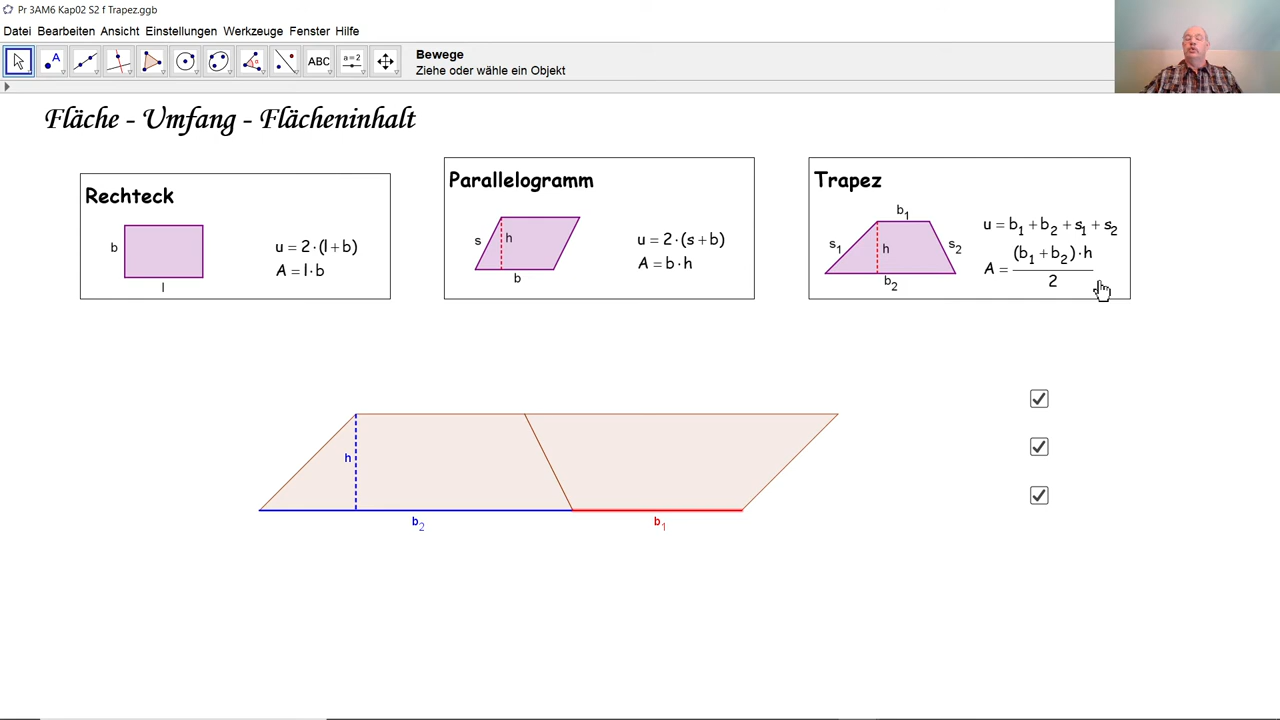 Pr 3AM6 Kap02 S2 f Trapez.ggb
Datei Bearbeiten Ansicht Einstellungen Werkzeuge Fenster Hilfe
A
α
ABC
a=2
Bewege
Ziehe oder wähle ein Objekt
Fläche - Umfang - Flächeninhalt
Rechteck
b
l
u = 2·(l + b)
A = l·b
Parallelogramm
s
h
b
u = 2·(s + b)
A = b·h
Trapez
b₁
s₁
h
s₂
b₂
u = b₁ + b₂ + s₁ + s₂
A = (b₁ + b₂)·h
2
h
b₂
b₁